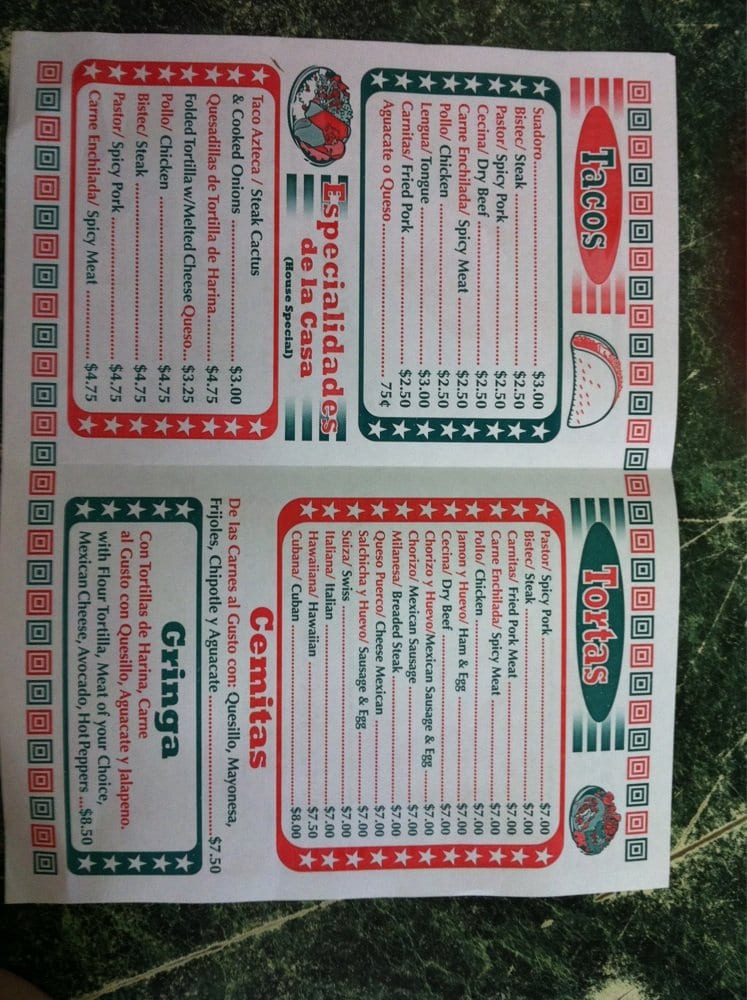 Tacos
Suadoro $3.00
Bistec/ Steak $2.50
Pastor/ Spicy Pork $2.50
Cecina/ Dry Beef $2.50
Carne Enchilada/ Spicy Meat $2.50
Pollo/ Chicken $2.50
Lengua/ Tongue $3.00
Carnitas/ Fried Pork $2.50
Aguacate o Queso 75¢
Especialidades
de la Casa
(House Special)
Taco Azteca / Steak Cactus
& Cooked Onions $3.00
Quesadillas de Tortilla de Harina $4.75
Folded Tortilla w/Melted Cheese Queso.. $3.25
Pollo/ Chicken $4.75
Bistec/ Steak $4.75
Pastor/ Spicy Pork $4.75
Carne Enchilada/ Spicy Meat $4.75
Tortas
Pastor/ Spicy Pork $7.00
Bistec/ Steak $7.00
Carnitas/ Fried Pork Meat $7.00
Carne Enchilada/ Spicy Meat $7.00
Pollo/ Chicken $7.00
Jamon y Huevo/ Ham & Egg $7.00
Cecina/ Dry Beef $7.00
Chorizo y Huevo/Mexican Sausage & Egg $7.00
Chorizo/ Mexican Sausage $7.00
Milanesa/ Breaded Steak $7.00
Queso Puerco/ Cheese Mexican $7.00
Salchicha y Huevo/ Sausage & Egg $7.00
Suiza/ Swiss $7.00
Italiana/ Italian $7.00
Hawaiiana/ Hawaiian $7.50
Cubana/ Cuban $8.00
Cemitas
De las Carnes al Gusto con: Quesillo, Mayonesa,
Frijoles, Chipotle y Aguacate $7.50
Gringa
Con Tortillas de Harina, Carne
al Gusto con Quesillo, Aguacate y Jalapeno.
with Flour Tortilla, Meat of your Choice,
Mexican Cheese, Avocado, Hot Peppers ...$8.50